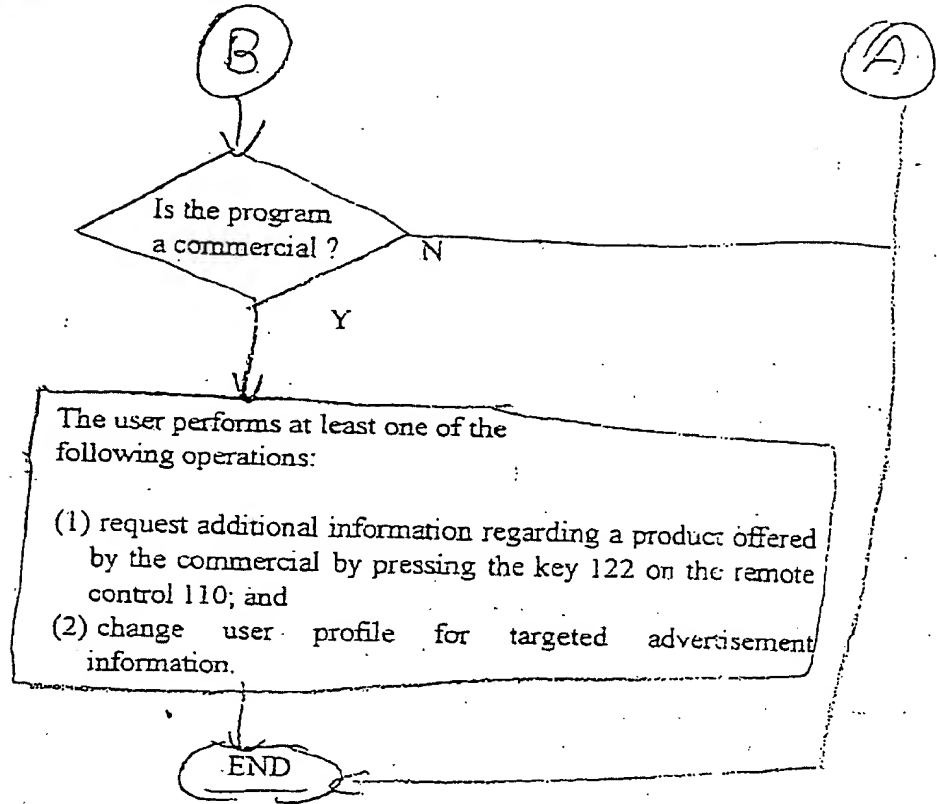 B
A
Is the program
a commercial ?
N
Y
The user performs at least one of the
following operations:
(1) request additional information regarding a product offered
by the commercial by pressing the key 122 on the remote
control 110; and
(2) change user profile for targeted advertisement
information.
END